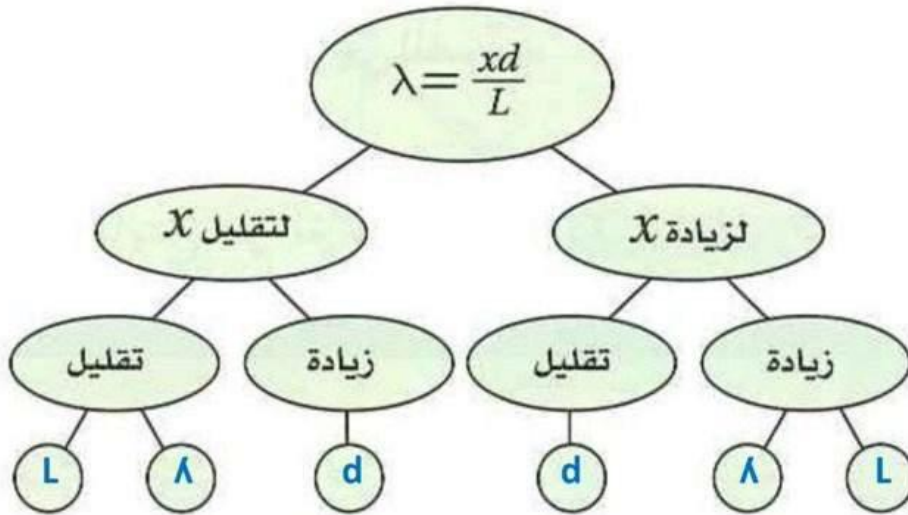 λ = xd/L
لزيادة x
لتقليل x
زيادة
تقليل
زيادة
تقليل
L
λ
d
d
λ
L